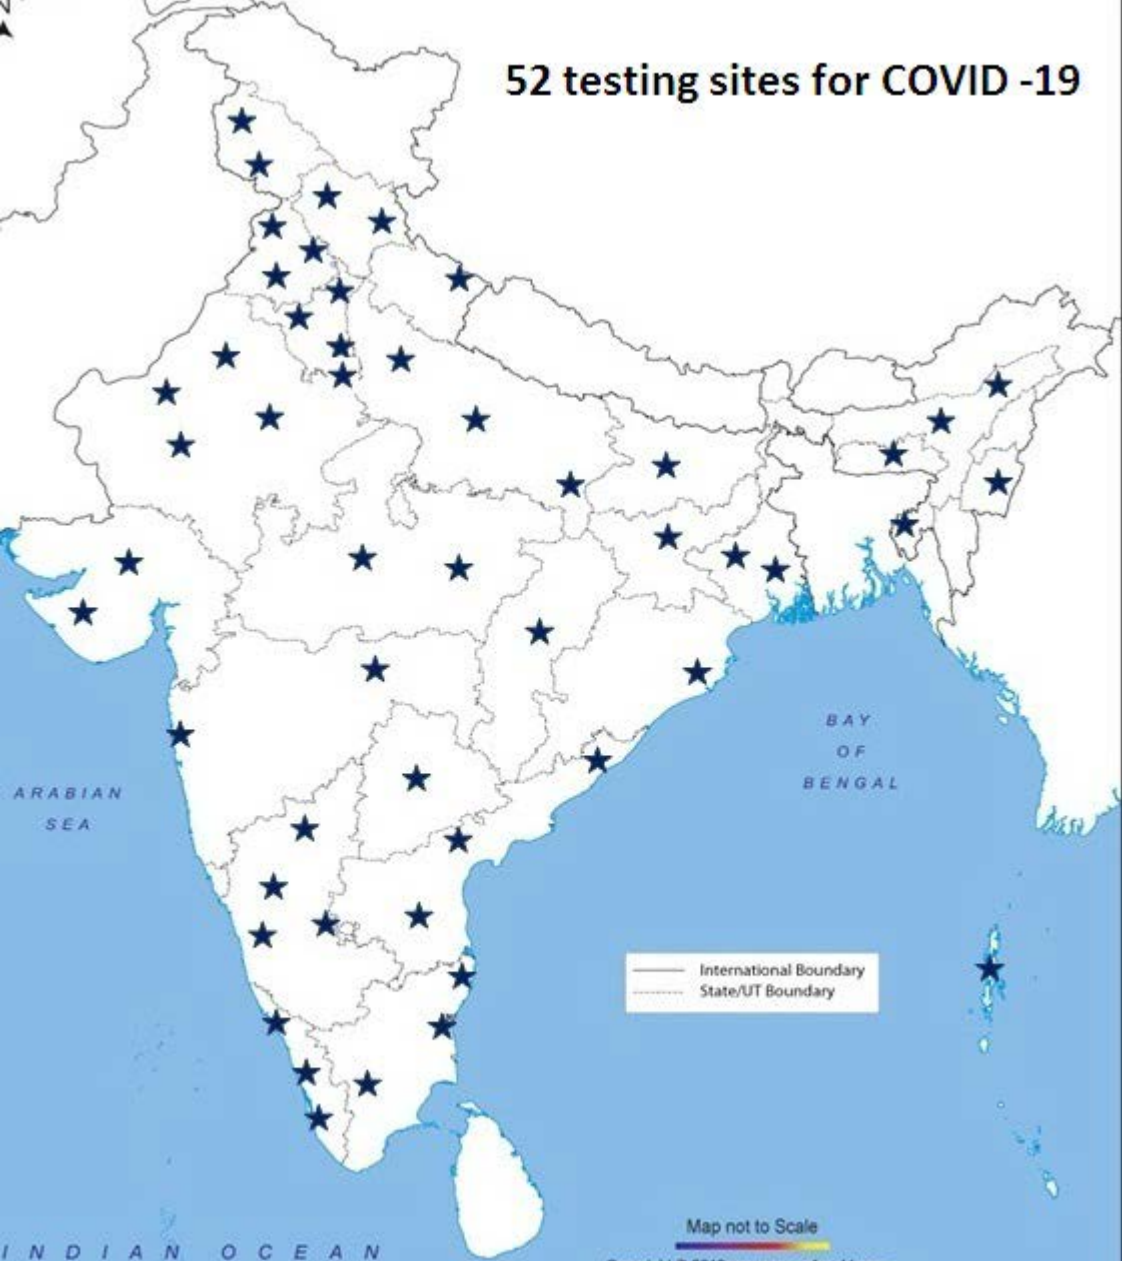 N
52 testing sites for COVID -19
BAY
OF
BENGAL
ARABIAN
SEA
International Boundary
State/UT Boundary
Map not to Scale
INDIAN OCEAN